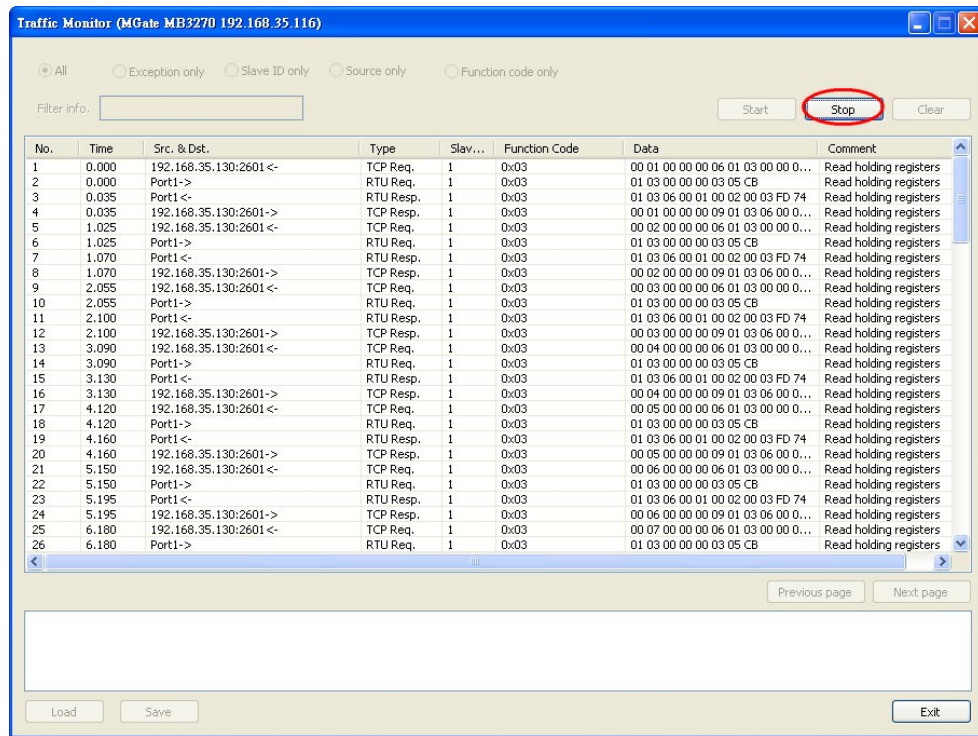 Traffic Monitor (MGate MB3270 192.168.35.116)
All Exception only Slave ID only Source only Function code only
Filter info. Start Stop Clear
No. Time Src. & Dst. Type Slav... Function Code Data Comment
1 0.000 192.168.35.130:2601<- TCP Req. 1 0x03 00 01 00 00 00 06 01 03 00 00 0... Read holding registers
2 0.000 Port1-> RTU Req. 1 0x03 01 03 00 00 00 03 05 CB Read holding registers
3 0.035 Port1<- RTU Resp. 1 0x03 01 03 06 00 01 00 02 00 03 FD 74 Read holding registers
4 0.035 192.168.35.130:2601-> TCP Resp. 1 0x03 00 01 00 00 00 09 01 03 06 00 0... Read holding registers
5 1.025 192.168.35.130:2601<- TCP Req. 1 0x03 00 02 00 00 00 06 01 03 00 00 0... Read holding registers
6 1.025 Port1-> RTU Req. 1 0x03 01 03 00 00 00 03 05 CB Read holding registers
7 1.070 Port1<- RTU Resp. 1 0x03 01 03 06 00 01 00 02 00 03 FD 74 Read holding registers
8 1.070 192.168.35.130:2601-> TCP Resp. 1 0x03 00 02 00 00 00 09 01 03 06 00 0... Read holding registers
9 2.055 192.168.35.130:2601<- TCP Req. 1 0x03 00 03 00 00 00 06 01 03 00 00 0... Read holding registers
10 2.055 Port1-> RTU Req. 1 0x03 01 03 00 00 00 03 05 CB Read holding registers
11 2.100 Port1<- RTU Resp. 1 0x03 01 03 06 00 01 00 02 00 03 FD 74 Read holding registers
12 2.100 192.168.35.130:2601-> TCP Resp. 1 0x03 00 03 00 00 00 09 01 03 06 00 0... Read holding registers
13 3.090 192.168.35.130:2601<- TCP Req. 1 0x03 00 04 00 00 00 06 01 03 00 00 0... Read holding registers
14 3.090 Port1-> RTU Req. 1 0x03 01 03 00 00 00 03 05 CB Read holding registers
15 3.130 Port1<- RTU Resp. 1 0x03 01 03 06 00 01 00 02 00 03 FD 74 Read holding registers
16 3.130 192.168.35.130:2601-> TCP Resp. 1 0x03 00 04 00 00 00 09 01 03 06 00 0... Read holding registers
17 4.120 192.168.35.130:2601<- TCP Req. 1 0x03 00 05 00 00 00 06 01 03 00 00 0... Read holding registers
18 4.120 Port1-> RTU Req. 1 0x03 01 03 00 00 00 03 05 CB Read holding registers
19 4.160 Port1<- RTU Resp. 1 0x03 01 03 06 00 01 00 02 00 03 FD 74 Read holding registers
20 4.160 192.168.35.130:2601-> TCP Resp. 1 0x03 00 05 00 00 00 09 01 03 06 00 0... Read holding registers
21 5.150 192.168.35.130:2601<- TCP Req. 1 0x03 00 06 00 00 00 06 01 03 00 00 0... Read holding registers
22 5.150 Port1-> RTU Req. 1 0x03 01 03 00 00 00 03 05 CB Read holding registers
23 5.195 Port1<- RTU Resp. 1 0x03 01 03 06 00 01 00 02 00 03 FD 74 Read holding registers
24 5.195 192.168.35.130:2601-> TCP Resp. 1 0x03 00 06 00 00 00 09 01 03 06 00 0... Read holding registers
25 6.180 192.168.35.130:2601<- TCP Req. 1 0x03 00 07 00 00 00 06 01 03 00 00 0... Read holding registers
26 6.180 Port1-> RTU Req. 1 0x03 01 03 00 00 00 03 05 CB Read holding registers
Previous page Next page
Load Save Exit